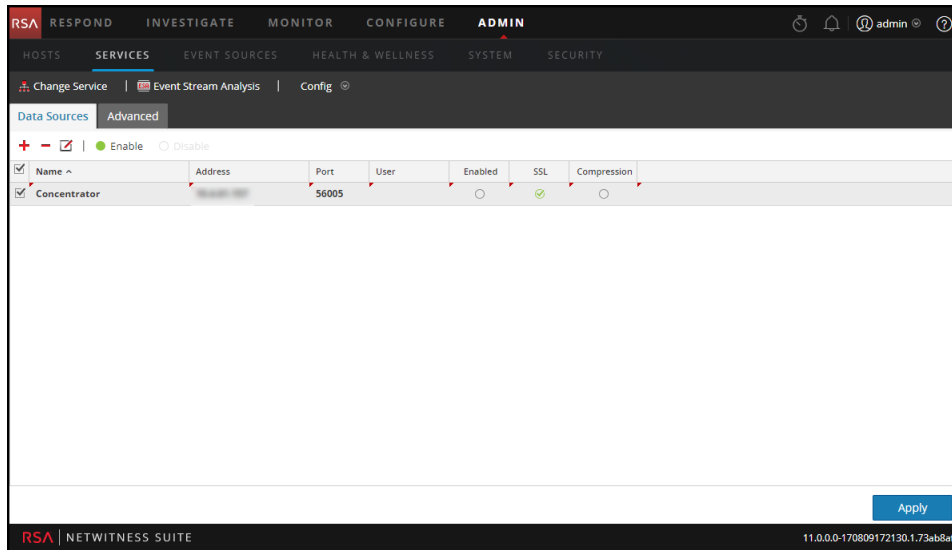 RSA RESPOND INVESTIGATE MONITOR CONFIGURE ADMIN admin
HOSTS SERVICES EVENT SOURCES HEALTH & WELLNESS SYSTEM SECURITY
Change Service | Event Stream Analysis | Config
Data Sources Advanced
Enable Disable
Name Address Port User Enabled SSL Compression
Concentrator 56005
Apply
RSA NETWITNESS SUITE 11.0.0.0-170809172130.1.73ab8a